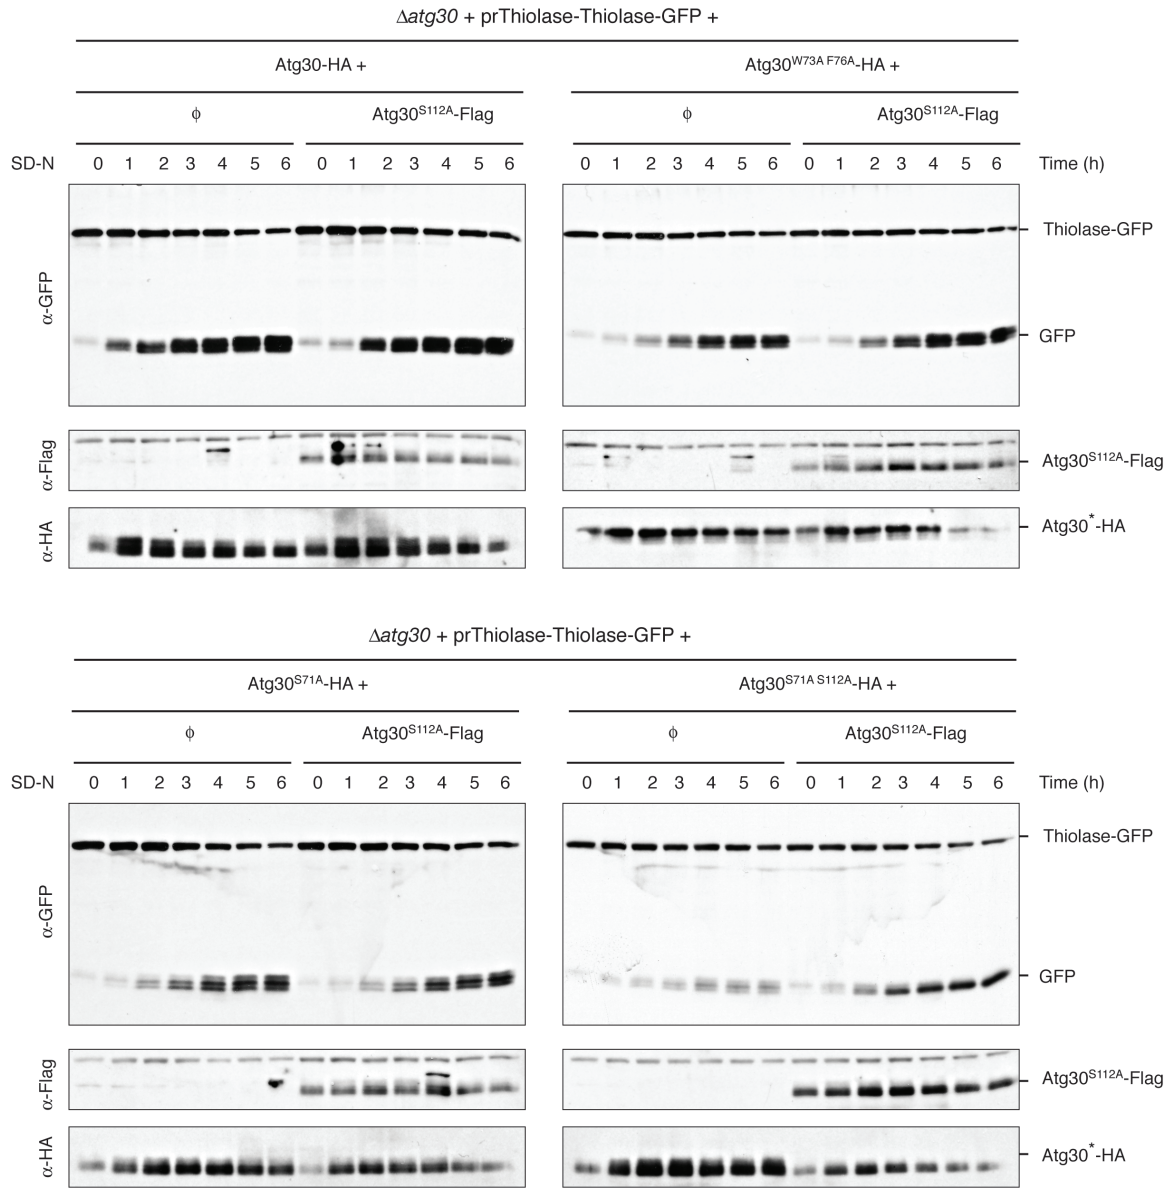 Δatg30 + prThiolase-Thiolase-GFP +
Atg30-HA + Atg30W73A F76A-HA +
ϕ Atg30S112A-Flag ϕ Atg30S112A-Flag
SD-N 0 1 2 3 4 5 6 0 1 2 3 4 5 6 0 1 2 3 4 5 6 0 1 2 3 4 5 6 Time (h)
α-GFP Thiolase-GFP
GFP
α-Flag Atg30S112A-Flag
α-HA Atg30*-HA
Δatg30 + prThiolase-Thiolase-GFP +
Atg30S71A-HA + Atg30S71A S112A-HA +
ϕ Atg30S112A-Flag ϕ Atg30S112A-Flag
SD-N 0 1 2 3 4 5 6 0 1 2 3 4 5 6 0 1 2 3 4 5 6 0 1 2 3 4 5 6 Time (h)
α-GFP Thiolase-GFP
GFP
α-Flag Atg30S112A-Flag
α-HA Atg30*-HA